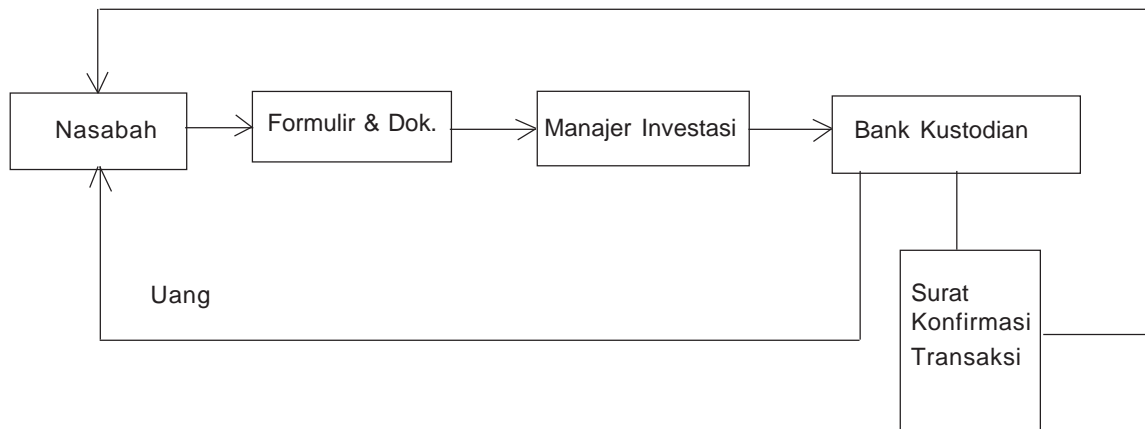 Nasabah
Formulir & Dok.
Manajer Investasi
Bank Kustodian
Uang
Surat
Konfirmasi
Transaksi